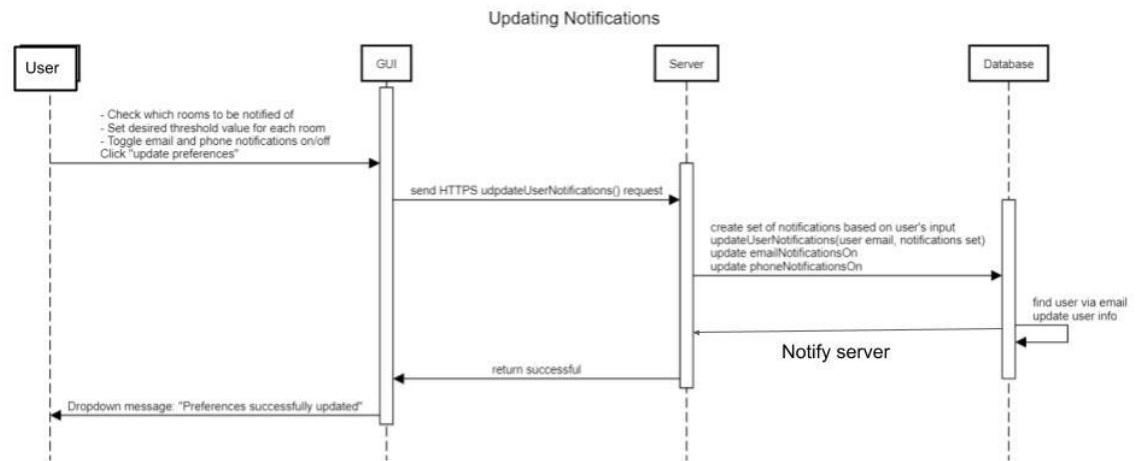 Updating Notifications
User
GUI
Server
Database
- Check which rooms to be notified of
- Set desired threshold value for each room
- Toggle email and phone notifications on/off
Click "update preferences"
send HTTPS udpdateUserNotifications() request
create set of notifications based on user's input
updateUserNotifications(user email, notifications set)
update emailNotificationsOn
update phoneNotificationsOn
find user via email
update user info
Notify server
return successful
Dropdown message: "Preferences successfully updated"